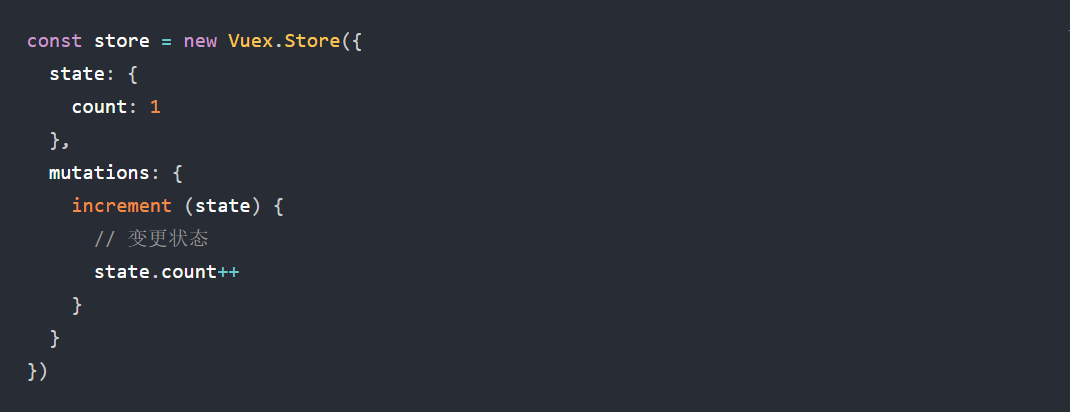 const store = new Vuex.Store({
  state: {
    count: 1
  },
  mutations: {
    increment (state) {
      // 变更状态
      state.count++
    }
  }
})